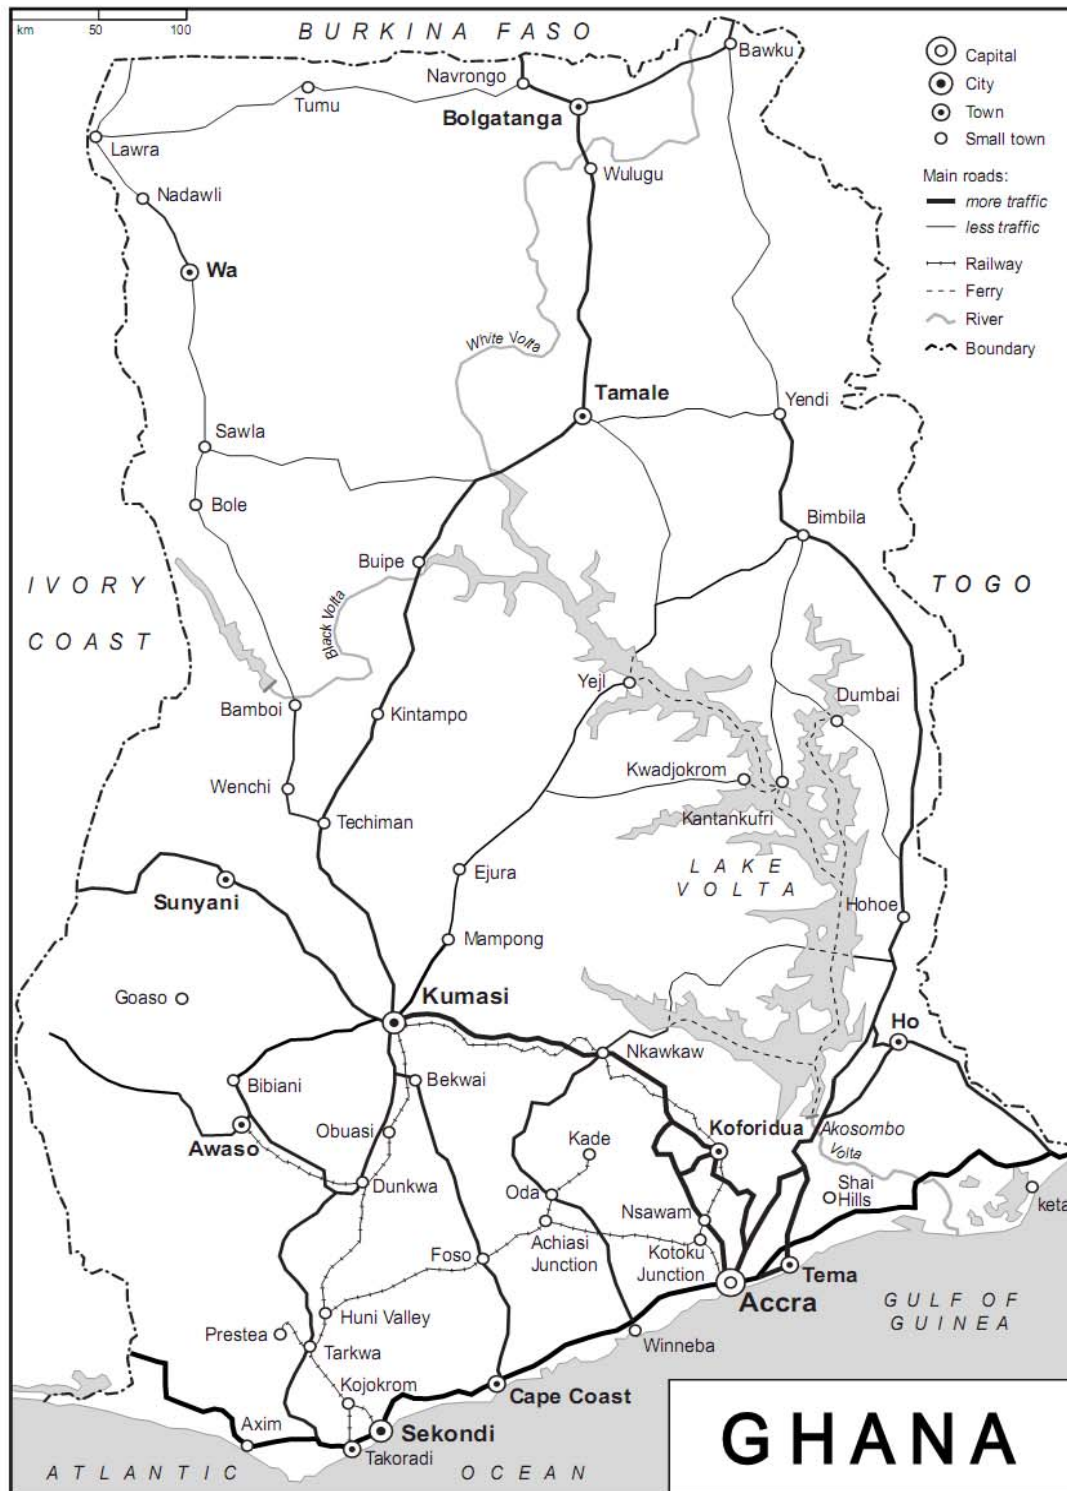 km 50 100
BURKINA FASO
Bawku
Navrongo
Tumu
Bolgatanga
Lawra
Wulugu
Nadawli
Wa
Capital
City
Town
Small town
Main roads:
more traffic
less traffic
Railway
Ferry
River
Boundary
White Volta
Tamale
Yendi
Sawla
Bole
Bimbila
Buipe
IVORY
COAST
TOGO
Black Volta
Yejl
Dumbai
Bamboi
Kintampo
Kwadjokrom
Wenchi
Techiman
Kantankufri
LAKE
VOLTA
Ejura
Sunyani
Hohoe
Mampong
Goaso
Kumasi
Ho
Nkawkaw
Bibiani
Bekwai
Awaso
Obuasi
Kade
Koforidua
Akosombo
Volta
Dunkwa
Oda
Shai
Hills
keta
Nsawam
Foso
Achiasi
Junction
Kotoku
Junction
Tema
Accra
GULF OF
GUINEA
Huni Valley
Prestea
Tarkwa
Winneba
Kojokrom
Cape Coast
Axim
Sekondi
Takoradi
ATLANTIC OCEAN
GHANA